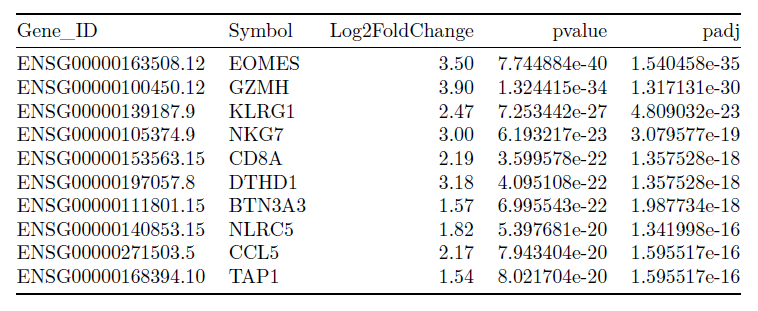 Gene_ID Symbol Log2FoldChange pvalue padj
ENSG00000163508.12 EOMES 3.50 7.744884e-40 1.540458e-35
ENSG00000100450.12 GZMH 3.90 1.324415e-34 1.317131e-30
ENSG00000139187.9 KLRG1 2.47 7.253442e-27 4.809032e-23
ENSG00000105374.9 NKG7 3.00 6.193217e-23 3.079577e-19
ENSG00000153563.15 CD8A 2.19 3.599578e-22 1.357528e-18
ENSG00000197057.8 DTHD1 3.18 4.095108e-22 1.357528e-18
ENSG00000111801.15 BTN3A3 1.57 6.995543e-22 1.987734e-18
ENSG00000140853.15 NLRC5 1.82 5.397681e-20 1.341998e-16
ENSG00000271503.5 CCL5 2.17 7.943404e-20 1.595517e-16
ENSG00000168394.10 TAP1 1.54 8.021704e-20 1.595517e-16